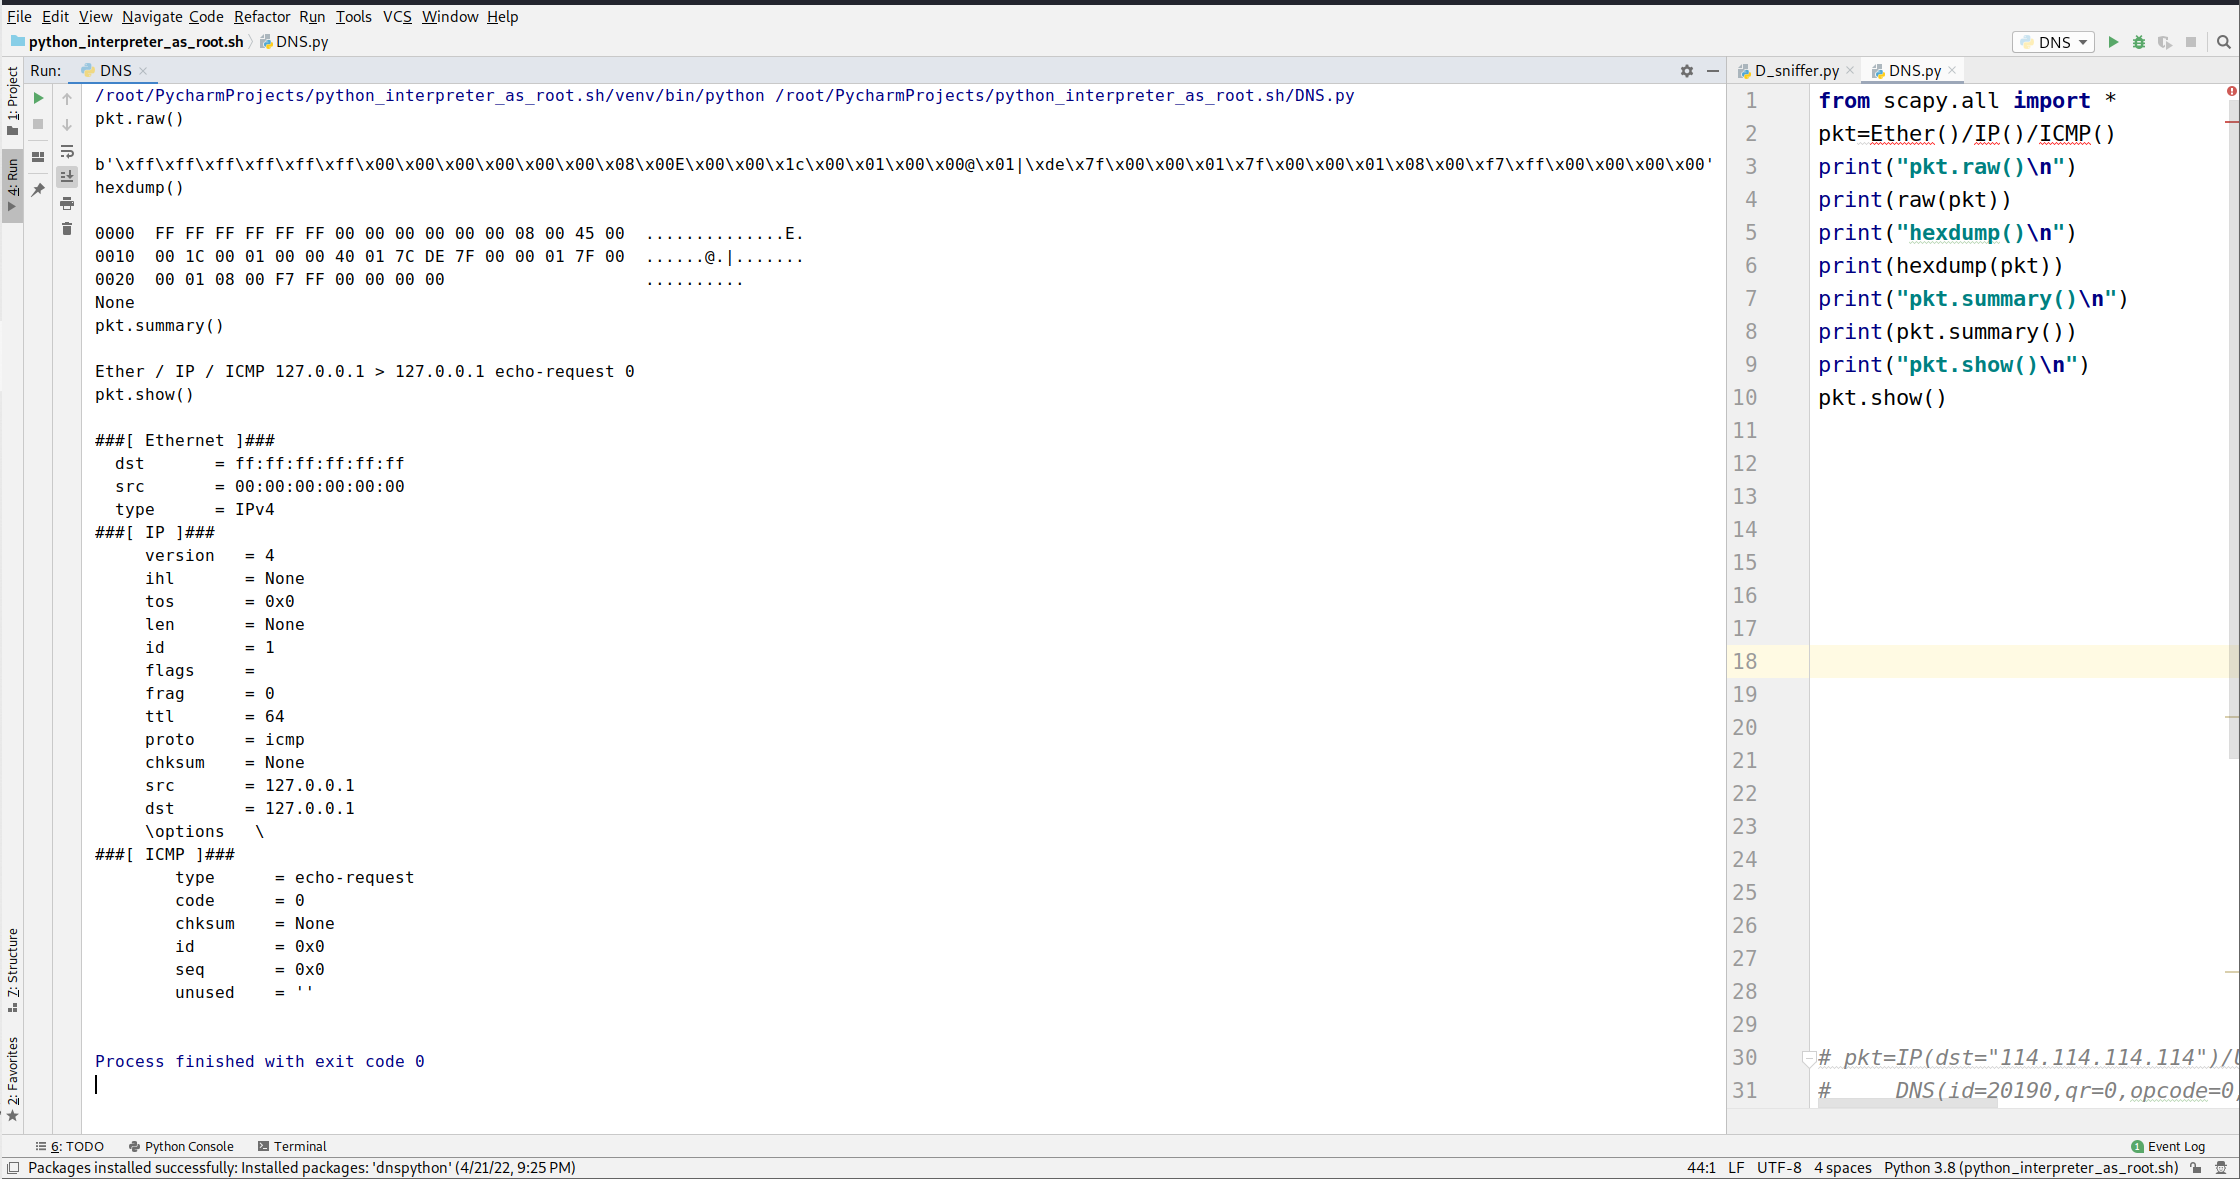 File Edit View Navigate Code Refactor Run Tools VCS Window Help
python_interpreter_as_root.sh DNS.py
DNS
Run: DNS
D_sniffer.py DNS.py
1: Project
4: Run
7: Structure
2: Favorites
/root/PycharmProjects/python_interpreter_as_root.sh/venv/bin/python /root/PycharmProjects/python_interpreter_as_root.sh/DNS.py
pkt.raw()
b'\xff\xff\xff\xff\xff\xff\x00\x00\x00\x00\x00\x00\x08\x00E\x00\x00\x1c\x00\x01\x00\x00@\x01|\xde\x7f\x00\x00\x01\x7f\x00\x00\x01\x08\x00\xf7\xff\x00\x00\x00\x00'
hexdump()
0000  FF FF FF FF FF FF 00 00 00 00 00 00 08 00 45 00  ..............E.
0010  00 1C 00 01 00 00 40 01 7C DE 7F 00 00 01 7F 00  ......@.|.......
0020  00 01 08 00 F7 FF 00 00 00 00                    ..........
None
pkt.summary()
Ether / IP / ICMP 127.0.0.1 > 127.0.0.1 echo-request 0
pkt.show()
###[ Ethernet ]###
  dst       = ff:ff:ff:ff:ff:ff
  src       = 00:00:00:00:00:00
  type      = IPv4
###[ IP ]###
     version   = 4
     ihl       = None
     tos       = 0x0
     len       = None
     id        = 1
     flags     =
     frag      = 0
     ttl       = 64
     proto     = icmp
     chksum    = None
     src       = 127.0.0.1
     dst       = 127.0.0.1
     \options   \
###[ ICMP ]###
        type      = echo-request
        code      = 0
        chksum    = None
        id        = 0x0
        seq       = 0x0
        unused    = ''
Process finished with exit code 0
1 from scapy.all import *
2 pkt=Ether()/IP()/ICMP()
3 print("pkt.raw()\n")
4 print(raw(pkt))
5 print("hexdump()\n")
6 print(hexdump(pkt))
7 print("pkt.summary()\n")
8 print(pkt.summary())
9 print("pkt.show()\n")
10 pkt.show()
11
12
13
14
15
16
17
18
19
20
21
22
23
24
25
26
27
28
29
30 # pkt=IP(dst="114.114.114.114")/
31 #     DNS(id=20190,qr=0,opcode=0,
6: TODO Python Console Terminal
1 Event Log
Packages installed successfully: Installed packages: 'dnspython' (4/21/22, 9:25 PM)
44:1 LF UTF-8 4 spaces Python 3.8 (python_interpreter_as_root.sh)